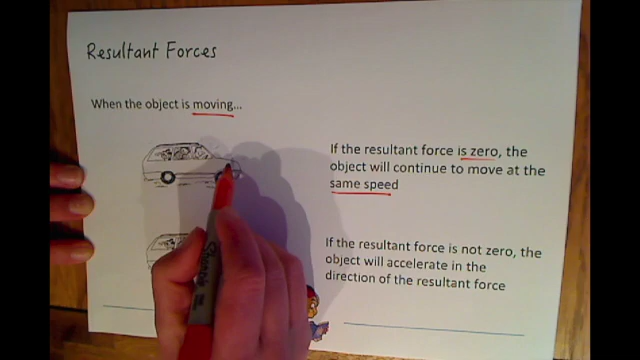 Resultant Forces
When the object is moving...
If the resultant force is zero, the
object will continue to move at the
same speed
If the resultant force is not zero, the
object will accelerate in the
direction of the resultant force
Sharpie